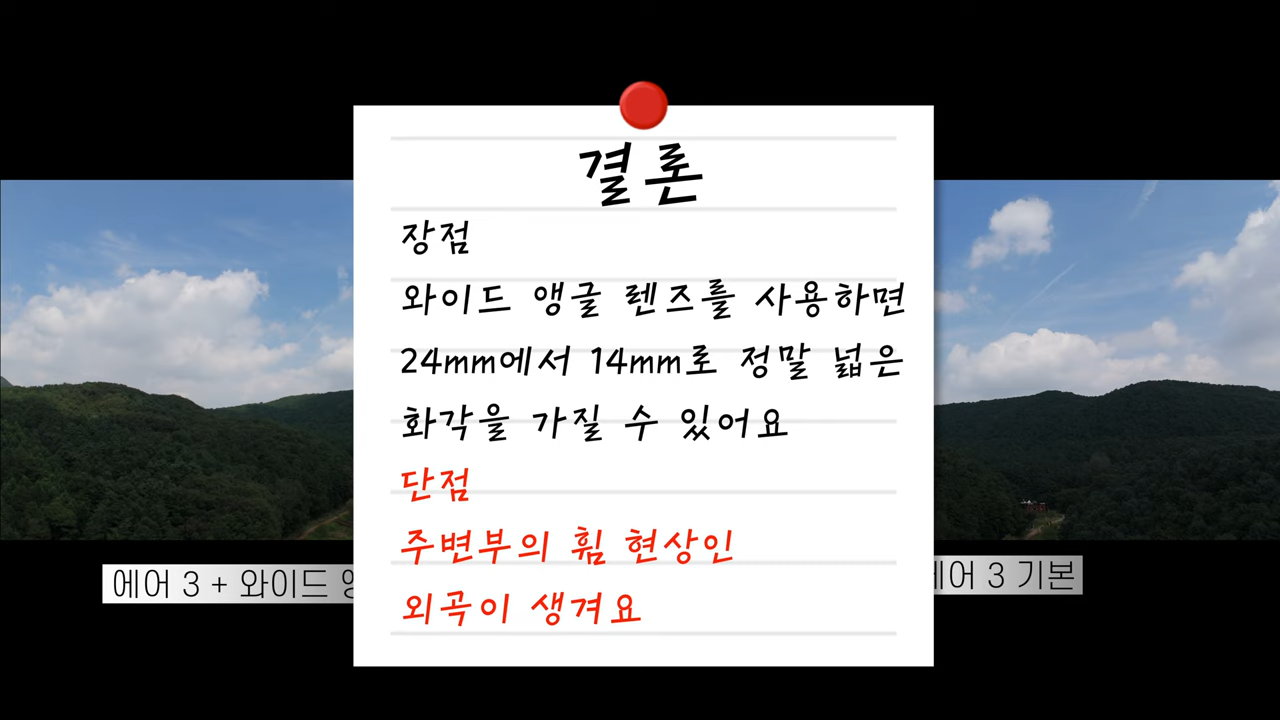 결론
장점
와이드 앵글 렌즈를 사용하면
24mm에서 14mm로 정말 넓은
화각을 가질 수 있어요
단점
주변부의 휨 현상인
외곡이 생겨요
에어 3 + 와이드
어 3 기본